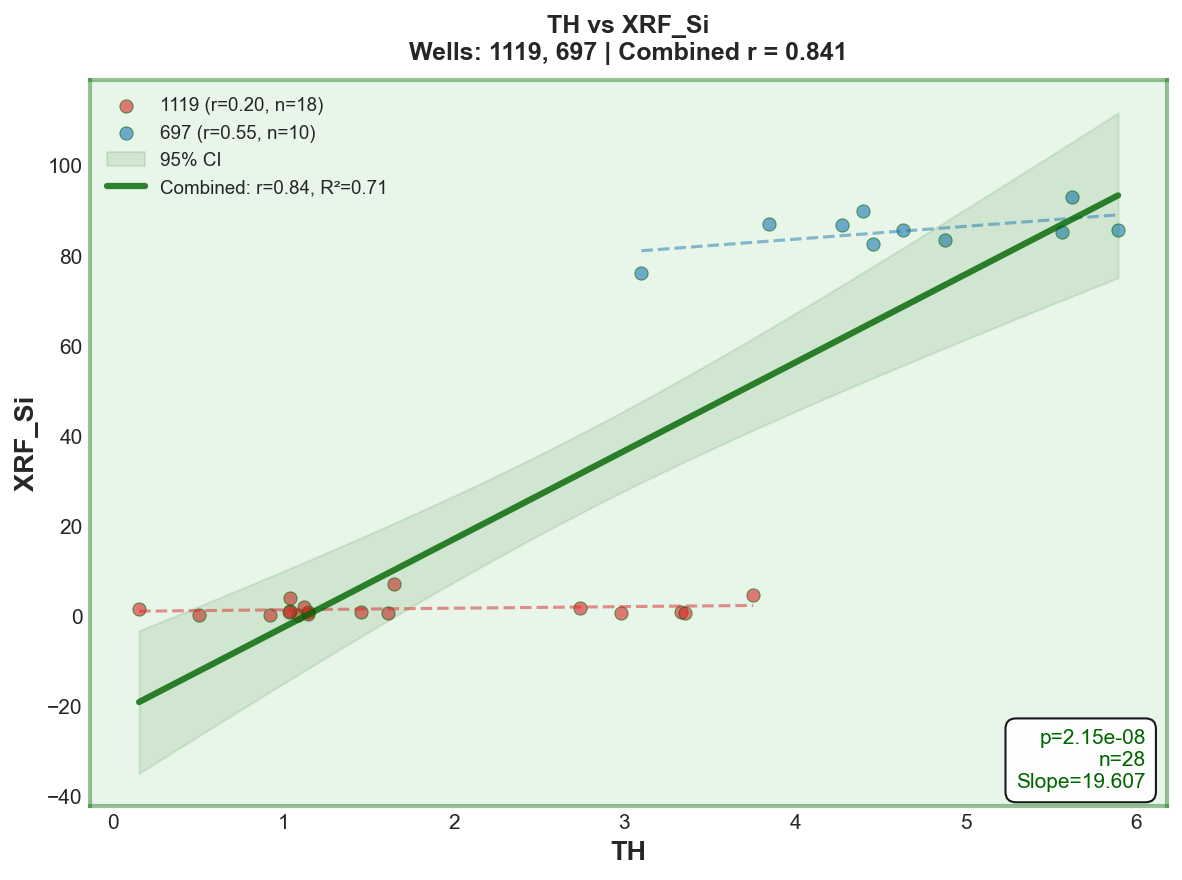 TH vs XRF_Si
Wells: 1119, 697 | Combined r = 0.841
1119 (r=0.20, n=18)
697 (r=0.55, n=10)
95% CI
Combined: r=0.84, R²=0.71
100
80
60
40
20
0
−20
−40
XRF_Si
p=2.15e-08
n=28
Slope=19.607
0 1 2 3 4 5 6
TH